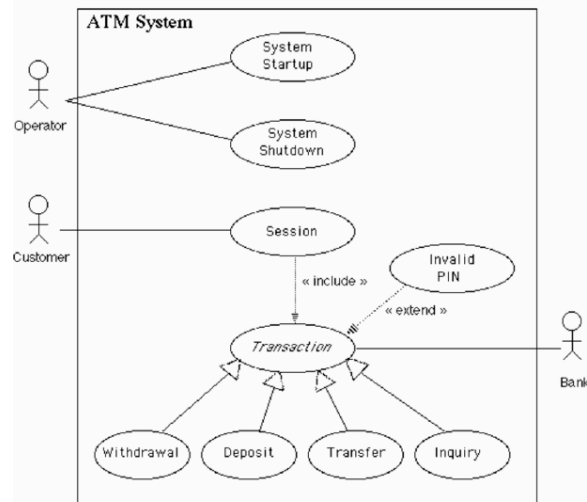 ATM System
System
Startup
Operator
System
Shutdown
Customer
Session
Invalid
PIN
« include »
« extend »
Transaction
Bank
Withdrawal
Deposit
Transfer
Inquiry